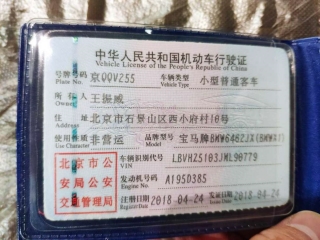 中华人民共和国机动车行驶证
Vehicle License of the People's Republic of China
号牌号码 京QQV255 车辆类型 小型普通客车
Plate No. Vehicle Type
所有人 王振威
Owner
住址 北京市石景山区西小府村16号
Address
使用性质 非营运 品牌型号 宝马牌BMW6462JX(BMWX1)
Use Character Model
北京市公 车辆识别代号 LBVHZ5103JML90779
VIN
安局公安 发动机号码 A195D385
Engine No.
交通管理局 注册日期 2018-04-24 发证日期 2018-04-24
Register Date Issue Date